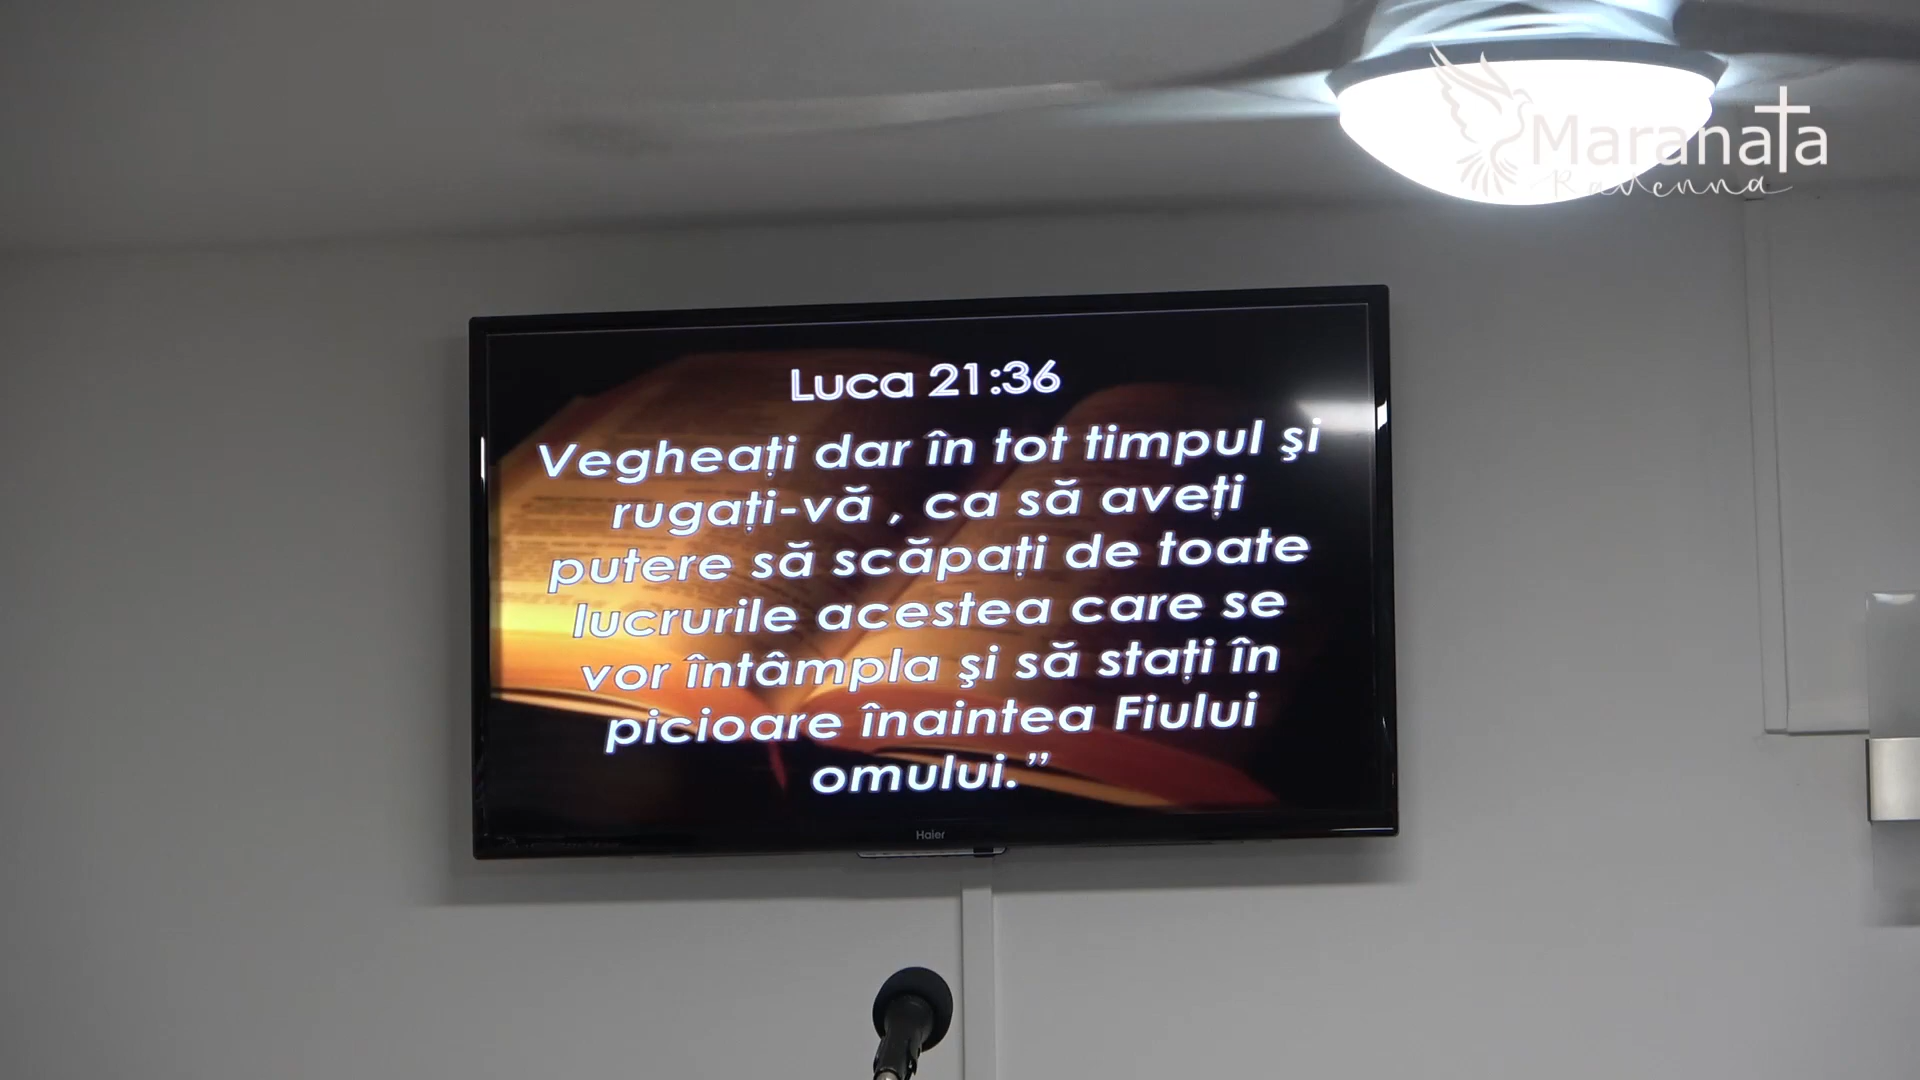 Maranata
Ravenna
Luca 21:36
Vegheați dar în tot timpul şi
rugați-vă , ca să aveți
putere să scăpați de toate
lucrurile acestea care se
vor întâmpla şi să stați în
picioare înaintea Fiului
omului.”
Haier